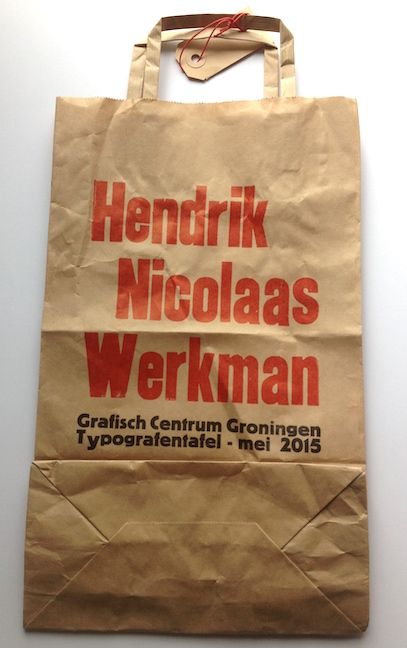 Hendrik
Nicolaas
Werkman
Grafisch Centrum Groningen
Typografentafel - mei 2015